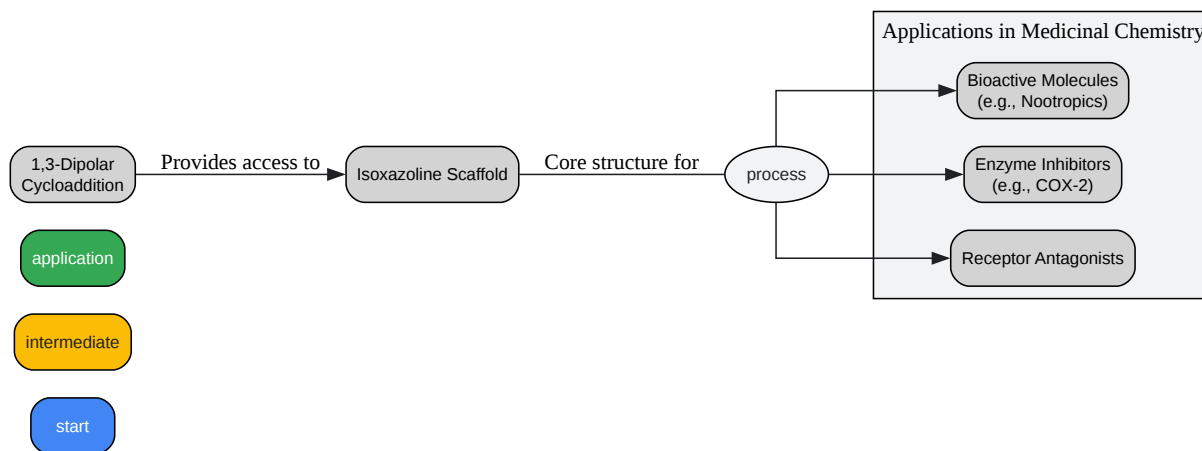 Applications in Medicinal Chemistry
Bioactive Molecules
(e.g., Nootropics)
1,3-Dipolar
Cycloaddition
Provides access to
Isoxazoline Scaffold
Core structure for
process
Enzyme Inhibitors
(e.g., COX-2)
Receptor Antagonists
application
intermediate
start